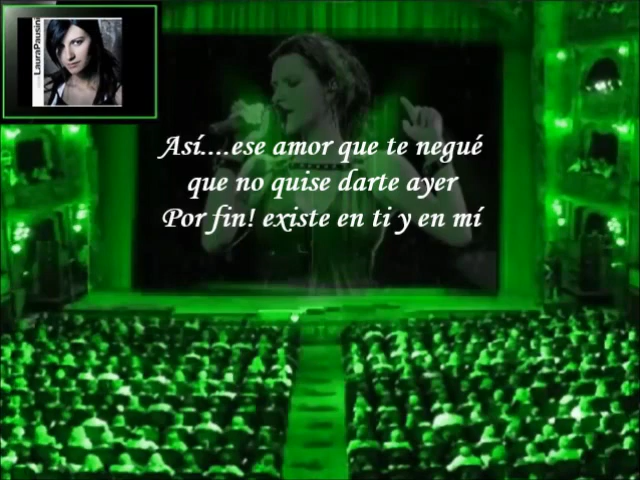 LauraPausini
Así....ese amor que te negué
que no quise darte ayer
Por fin! existe en ti y en mí